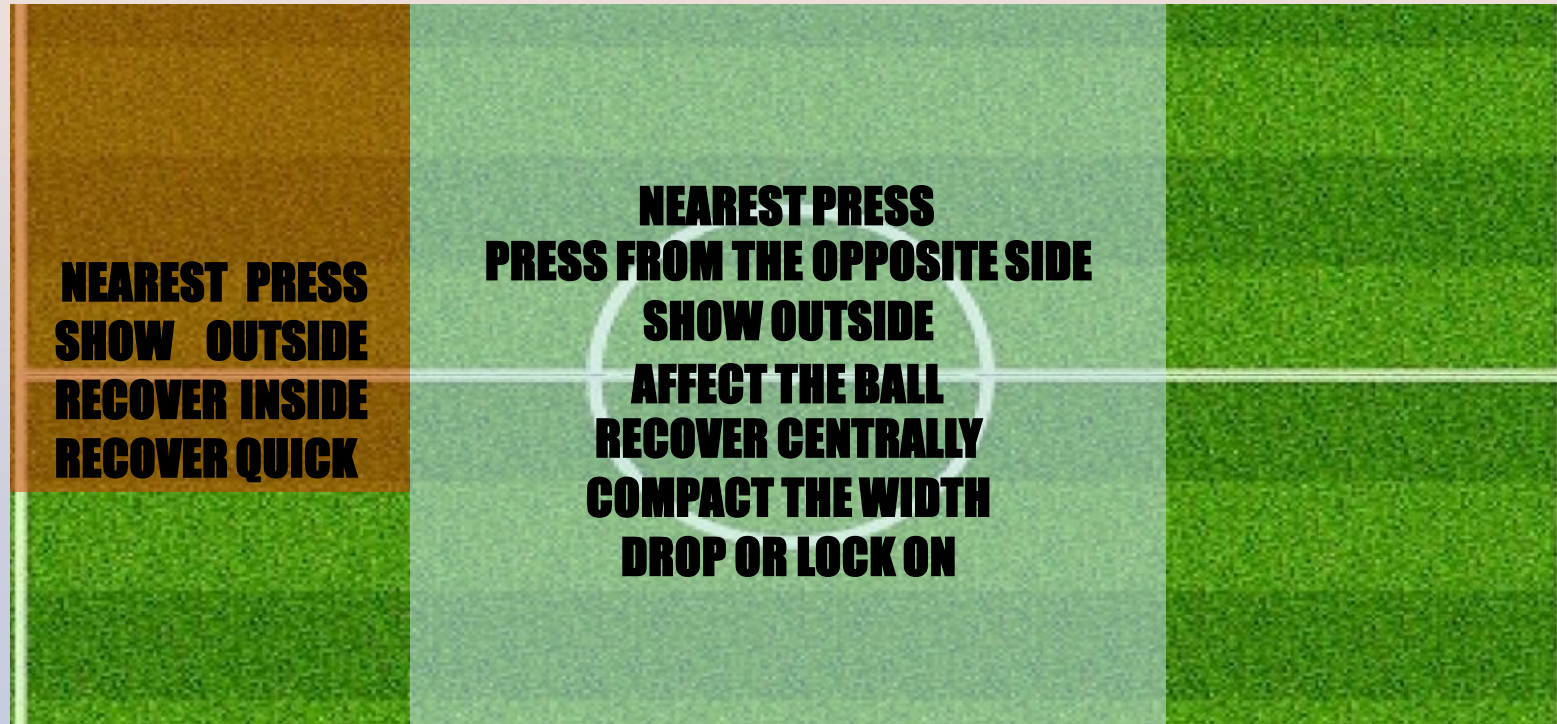 NEAREST PRESS
SHOW OUTSIDE
RECOVER INSIDE
RECOVER QUICK
NEAREST PRESS
PRESS FROM THE OPPOSITE SIDE
SHOW OUTSIDE
AFFECT THE BALL
RECOVER CENTRALLY
COMPACT THE WIDTH
DROP OR LOCK ON